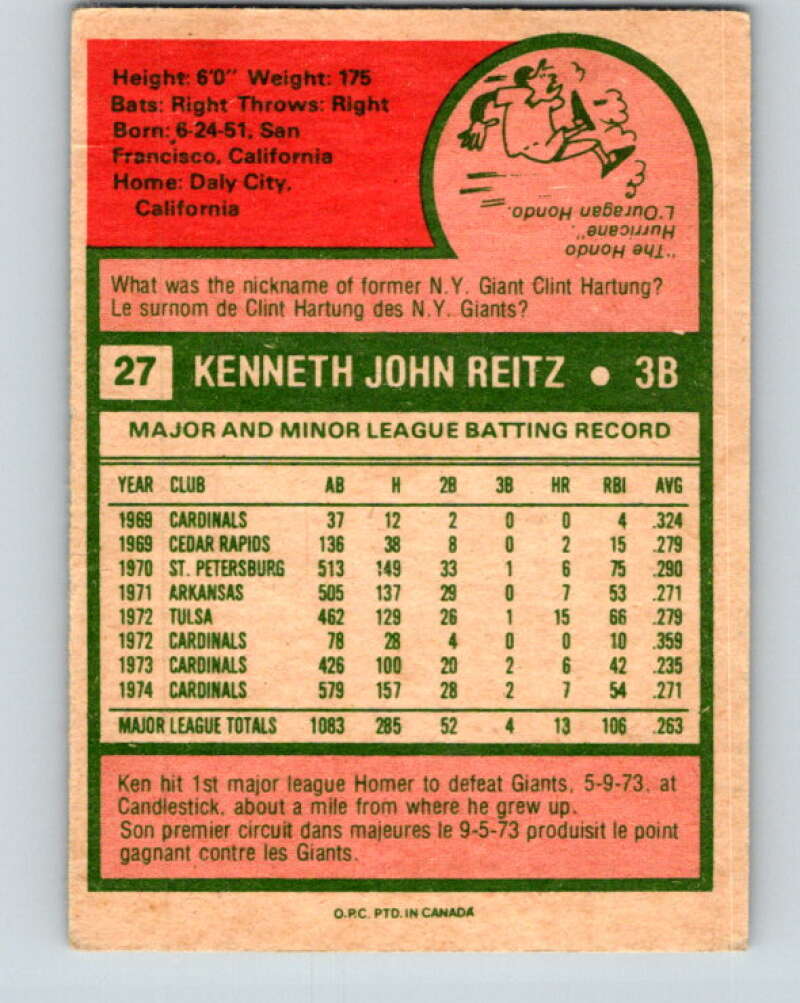 Height: 6'0" Weight: 175
Bats: Right Throws: Right
Born: 6-24-51, San
Francisco, California
Home: Daly City,
California
"The Hondo
Hurricane".
L'Ouragan Hondo.
What was the nickname of former N.Y. Giant Clint Hartung?
Le surnom de Clint Hartung des N.Y. Giants?
27 KENNETH JOHN REITZ • 3B
MAJOR AND MINOR LEAGUE BATTING RECORD
YEAR CLUB AB H 2B 3B HR RBI AVG
1969 CARDINALS 37 12 2 0 0 4 .324
1969 CEDAR RAPIDS 136 38 8 0 2 15 .279
1970 ST. PETERSBURG 513 149 33 1 6 75 .290
1971 ARKANSAS 505 137 29 0 7 53 .271
1972 TULSA 462 129 26 1 15 66 .279
1972 CARDINALS 78 28 4 0 0 10 .359
1973 CARDINALS 426 100 20 2 6 42 .235
1974 CARDINALS 579 157 28 2 7 54 .271
MAJOR LEAGUE TOTALS 1083 285 52 4 13 106 .263
Ken hit 1st major league Homer to defeat Giants, 5-9-73, at
Candlestick, about a mile from where he grew up.
Son premier circuit dans majeures le 9-5-73 produisit le point
gagnant contre les Giants.
O.P.C. PTD. IN CANADA